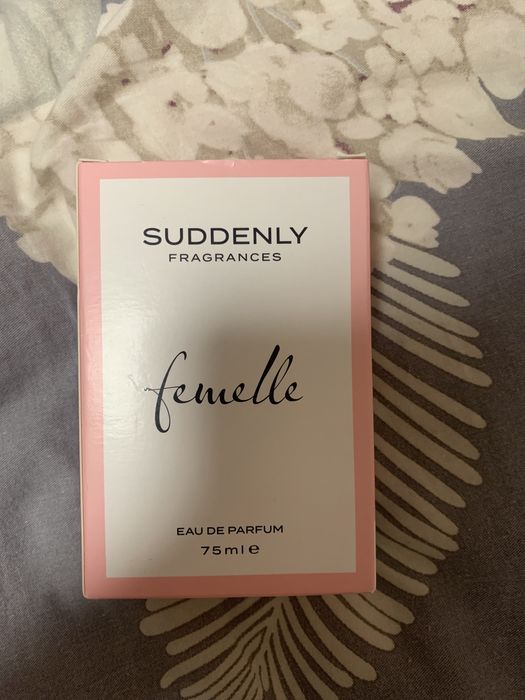 SUDDENLY
FRAGRANCES
femelle
EAU DE PARFUM
75ml e